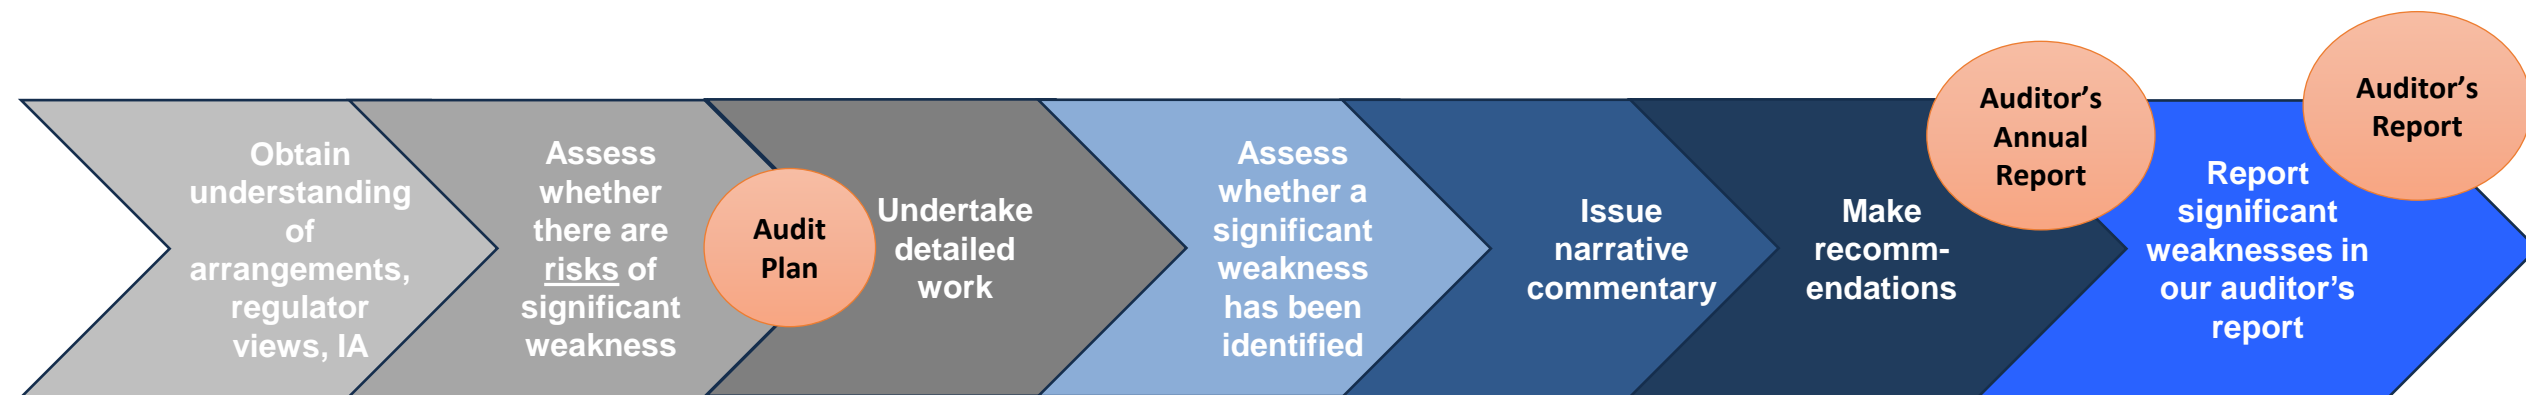 Obtain
understanding
of
arrangements,
regulator
views, IA
Assess
whether
there are
risks of
significant
weakness
Audit
Plan
Undertake
detailed
work
Assess
whether a
significant
weakness
has been
identified
Issue
narrative
commentary
Make
recomm-
endations
Auditor’s
Annual
Report
Report
significant
weaknesses in
our auditor’s
report
Auditor’s
Report